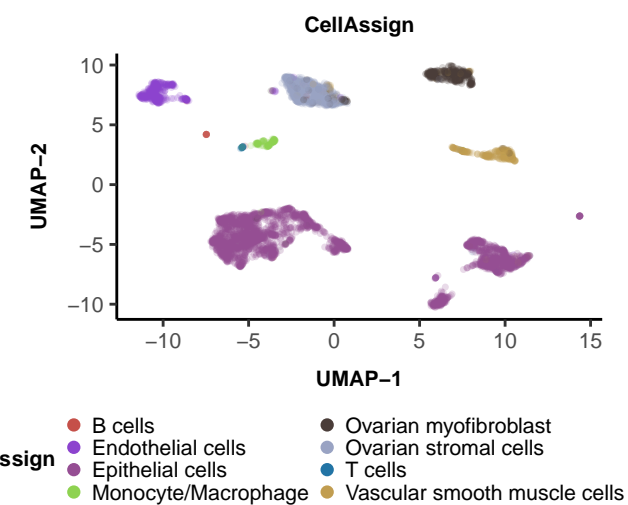 CellAssign
UMAP−2
10
5
0
−5
−10
−10 −5 0 5 10 15
UMAP−1
ssign
B cells
Endothelial cells
Epithelial cells
Monocyte/Macrophage
Ovarian myofibroblast
Ovarian stromal cells
T cells
Vascular smooth muscle cells